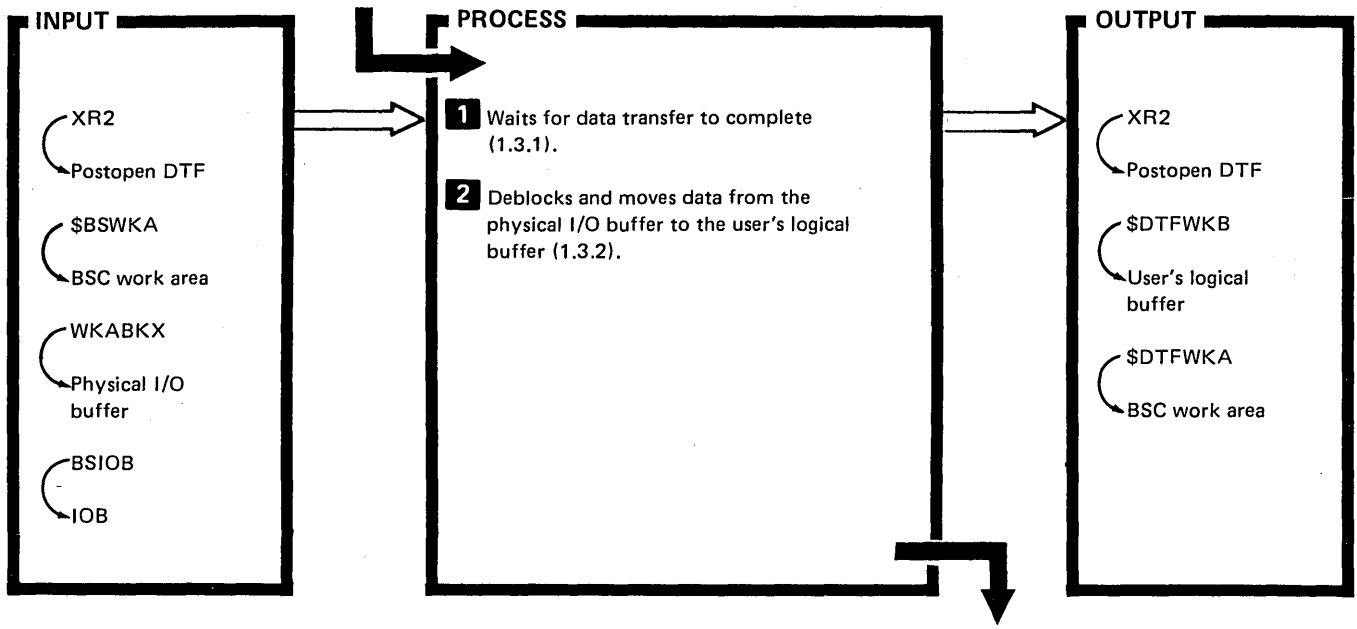 INPUT
XR2
Postopen DTF
$BSWKA
BSC work area
WKABKX
Physical I/O
buffer
BSIOB
IOB
PROCESS
1 Waits for data transfer to complete
(1.3.1).
2 Deblocks and moves data from the
physical I/O buffer to the user's logical
buffer (1.3.2).
OUTPUT
XR2
Postopen DTF
$DTFWKB
User's logical
buffer
$DTFWKA
BSC work area